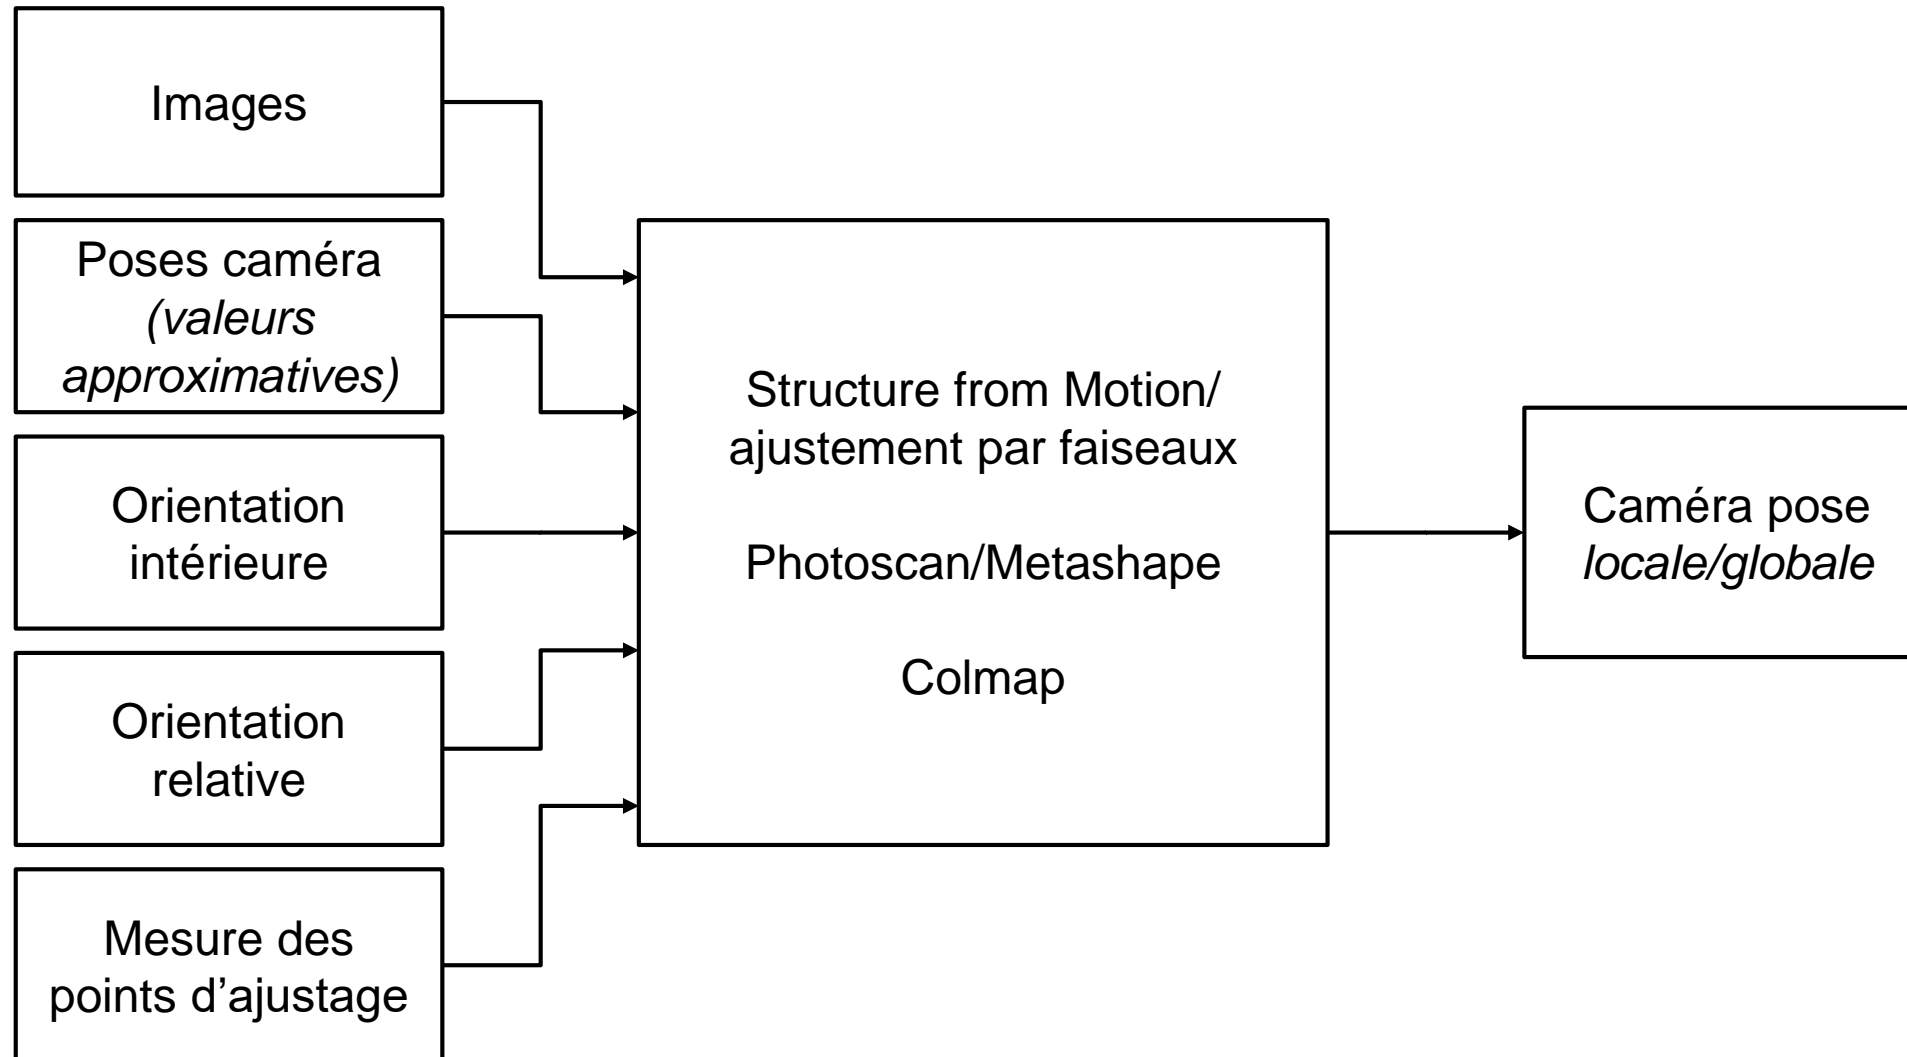 Images
Poses caméra
(valeurs
approximatives)
Orientation
intérieure
Orientation
relative
Mesure des
points d’ajustage
Structure from Motion/
ajustement par faiseaux
Photoscan/Metashape
Colmap
Caméra pose
locale/globale